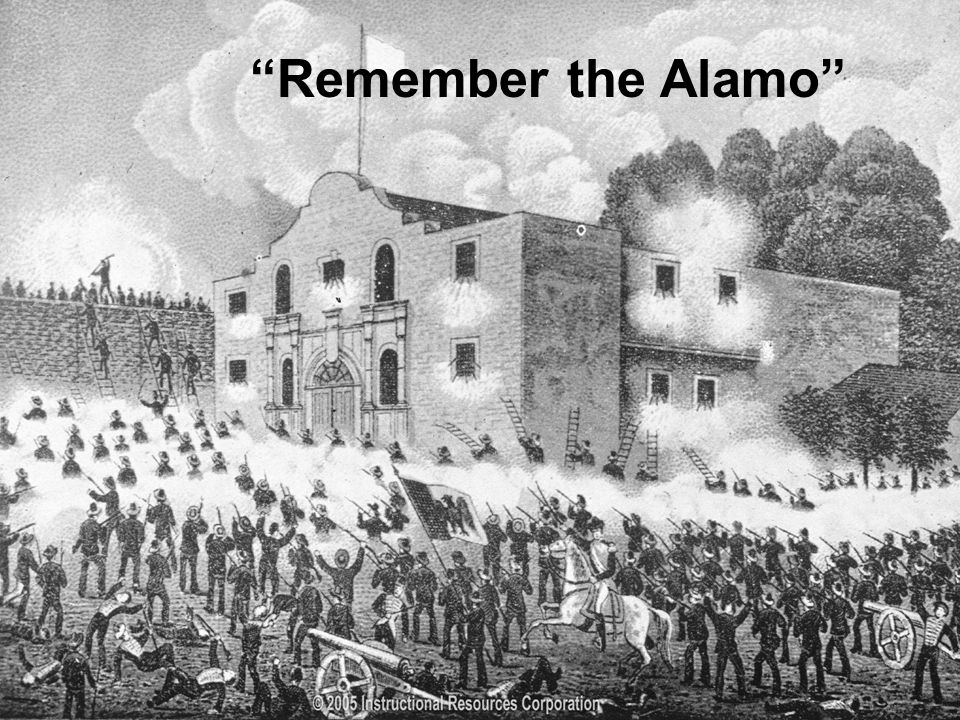 “Remember the Alamo”
© 2005 Instructional Resources Corporation